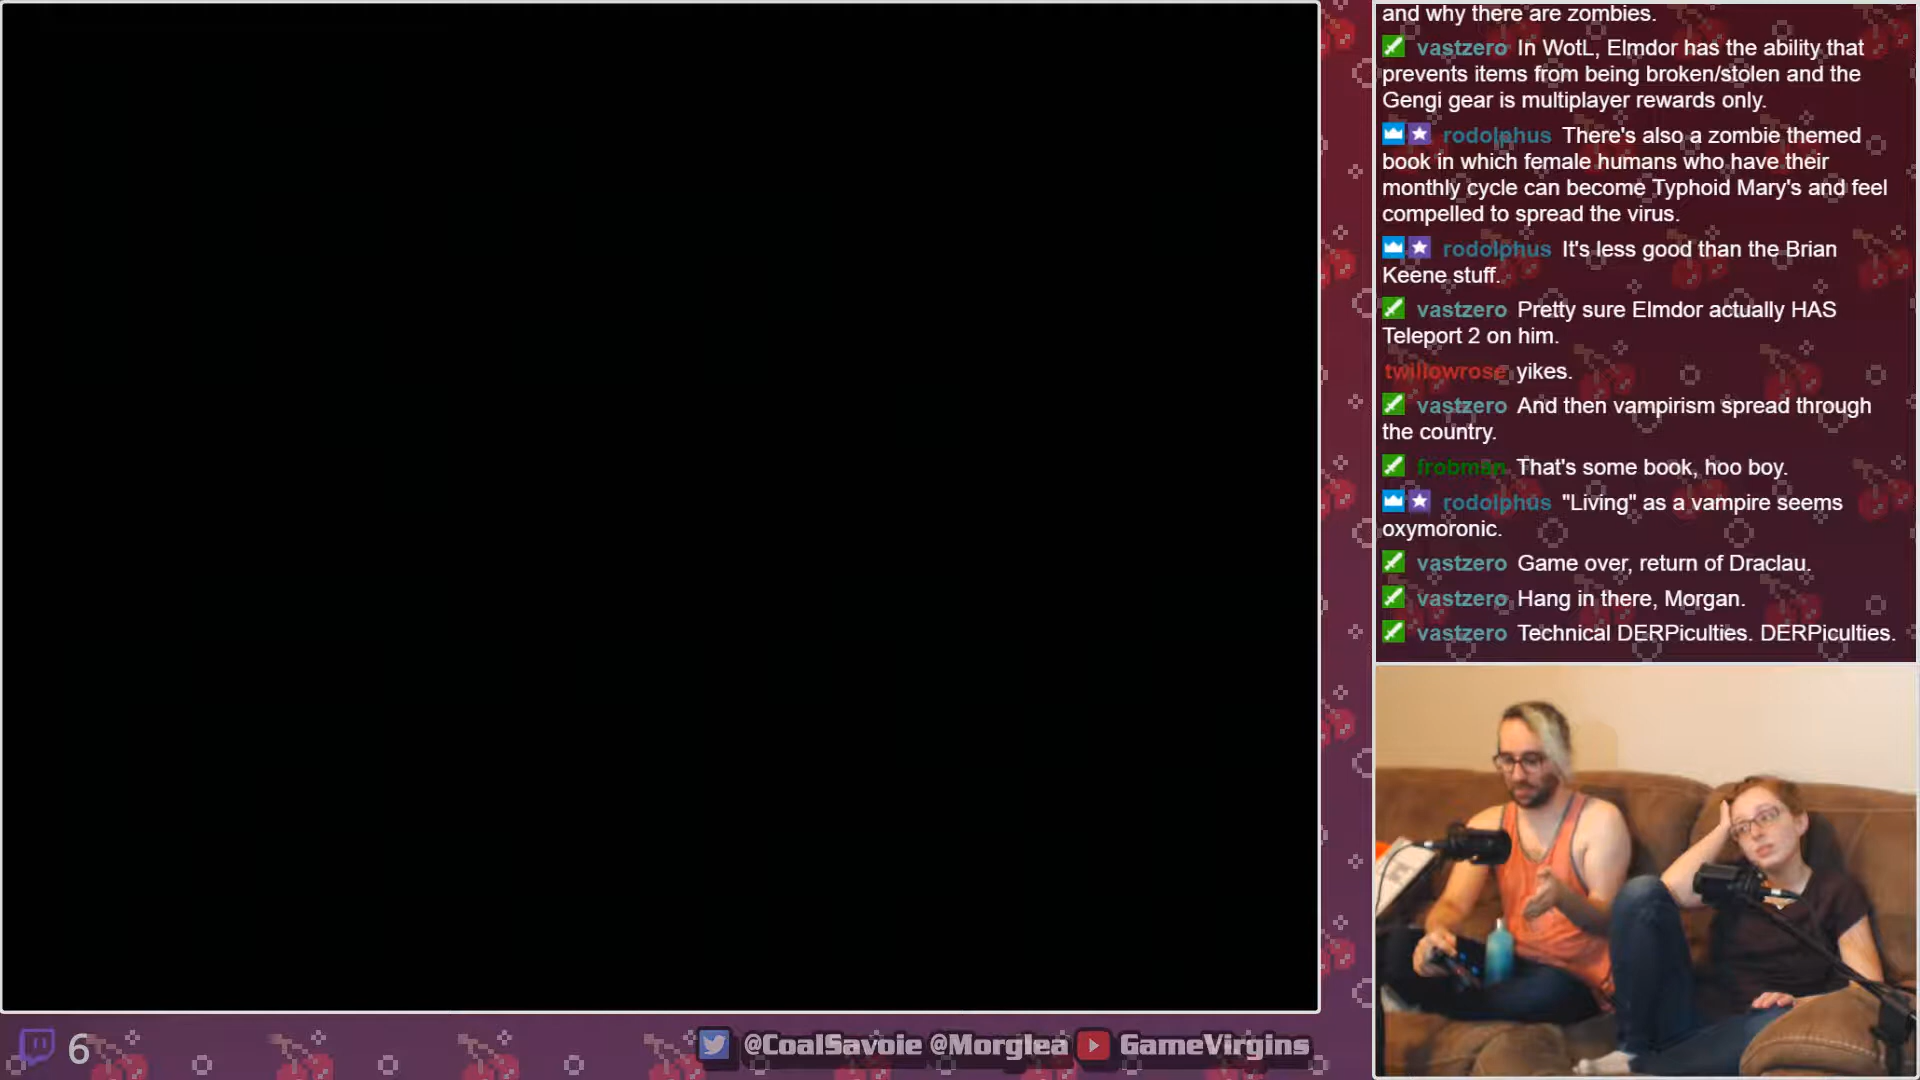 and why there are zombies.
vastzero In WotL, Elmdor has the ability that
prevents items from being broken/stolen and the
Gengi gear is multiplayer rewards only.
rodolphus There's also a zombie themed
book in which female humans who have their
monthly cycle can become Typhoid Mary's and feel
compelled to spread the virus.
rodolphus It's less good than the Brian
Keene stuff.
vastzero Pretty sure Elmdor actually HAS
Teleport 2 on him.
twillowrose yikes.
vastzero And then vampirism spread through
the country.
frobman That's some book, hoo boy.
rodolphus "Living" as a vampire seems
oxymoronic.
vastzero Game over, return of Draclau.
vastzero Hang in there, Morgan.
vastzero Technical DERPiculties. DERPiculties.
6
@CoalSavoie @Morglea GameVirgins